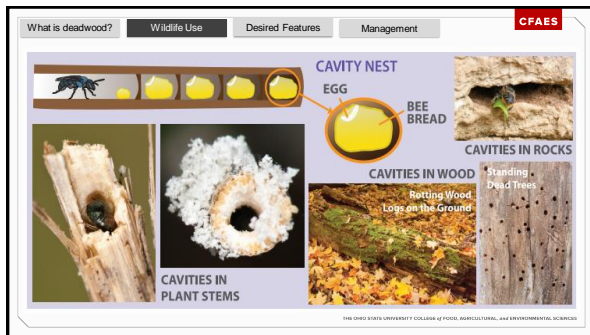 What is deadwood?
Wildlife Use
Desired Features
Management
CFAES
CAVITY NEST
EGG
BEE
BREAD
CAVITIES IN ROCKS
CAVITIES IN WOOD
Rotting Wood
Logs on the Ground
Standing
Dead Trees
CAVITIES IN
PLANT STEMS
THE OHIO STATE UNIVERSITY COLLEGE of FOOD, AGRICULTURAL, and ENVIRONMENTAL SCIENCES